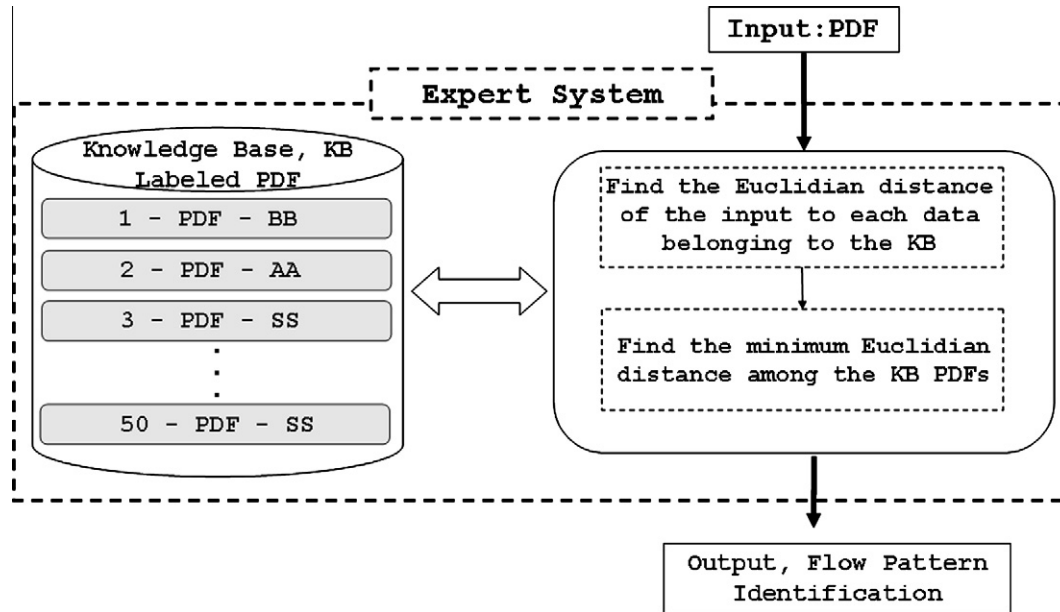 Input:PDF
Expert System
Knowledge Base, KB
Labeled PDF
1 - PDF - BB
2 - PDF - AA
3 - PDF - SS
.
.
.
50 - PDF - SS
Find the Euclidian distance
of the input to each data
belonging to the KB
Find the minimum Euclidian
distance among the KB PDFs
Output, Flow Pattern
Identification